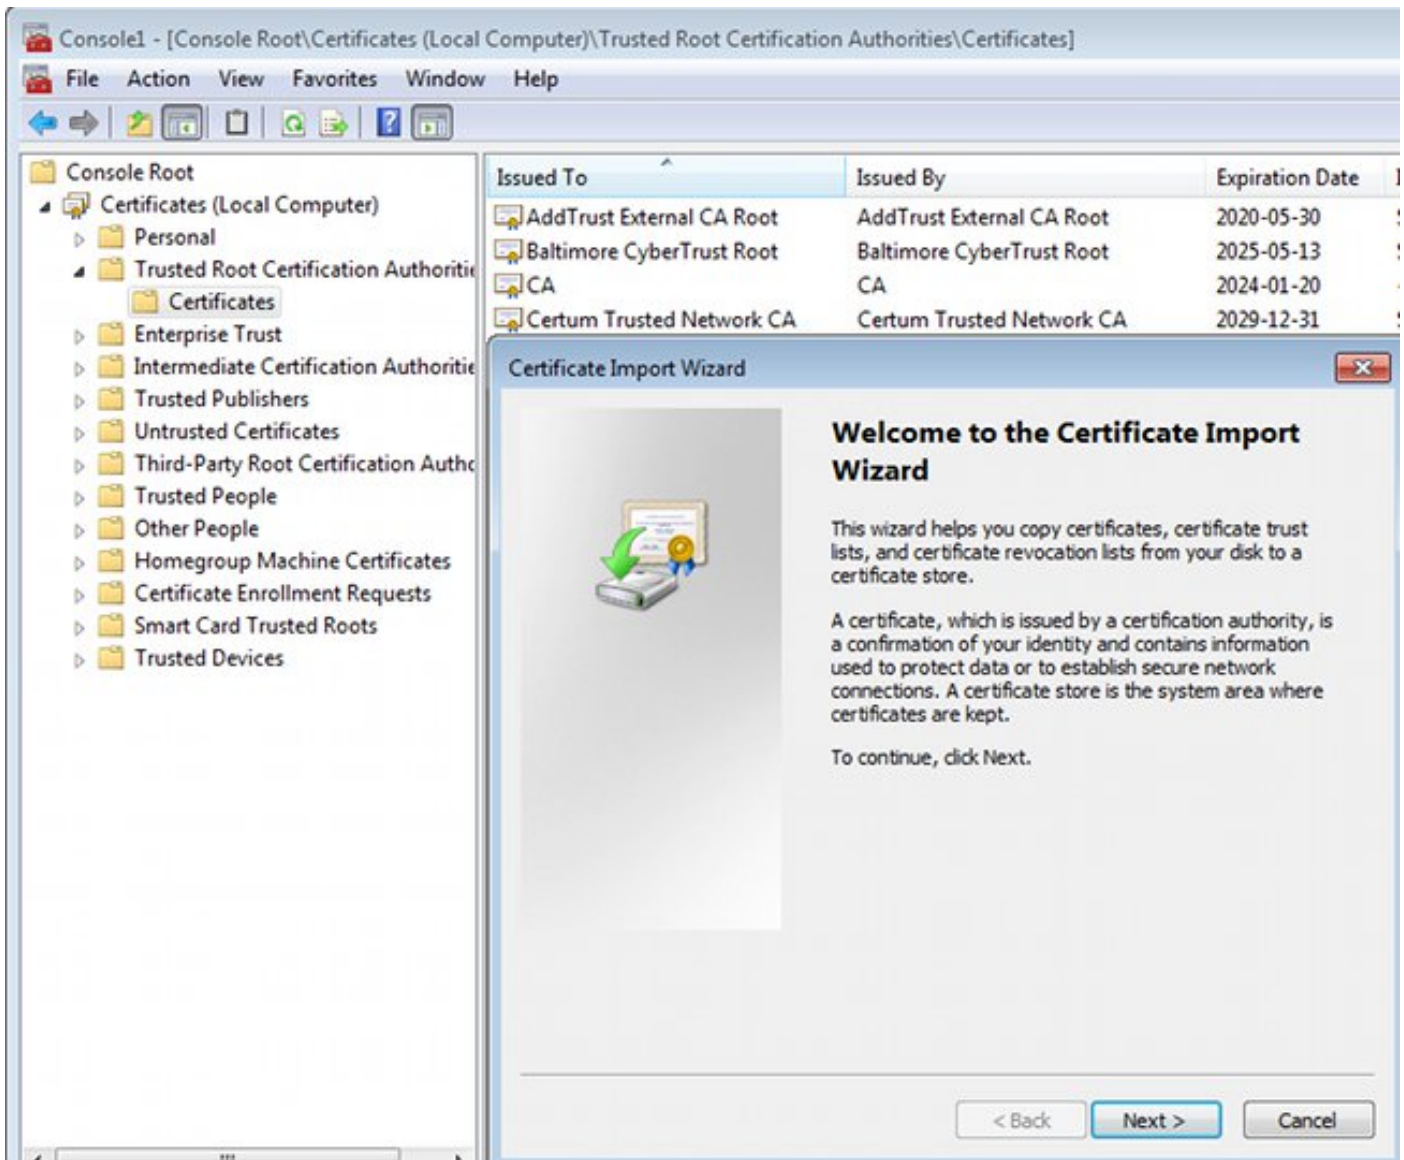 Console1 - [Console Root\Certificates (Local Computer)\Trusted Root Certification Authorities\Certificates]
File Action View Favorites Window Help
Console Root
Certificates (Local Computer)
Personal
Trusted Root Certification Authoritie
Certificates
Enterprise Trust
Intermediate Certification Authoritie
Trusted Publishers
Untrusted Certificates
Third-Party Root Certification Autho
Trusted People
Other People
Homegroup Machine Certificates
Certificate Enrollment Requests
Smart Card Trusted Roots
Trusted Devices
Issued To Issued By Expiration Date
AddTrust External CA Root AddTrust External CA Root 2020-05-30
Baltimore CyberTrust Root Baltimore CyberTrust Root 2025-05-13
CA CA 2024-01-20
Certum Trusted Network CA Certum Trusted Network CA 2029-12-31
Certificate Import Wizard
Welcome to the Certificate Import
Wizard
This wizard helps you copy certificates, certificate trust
lists, and certificate revocation lists from your disk to a
certificate store.
A certificate, which is issued by a certification authority, is
a confirmation of your identity and contains information
used to protect data or to establish secure network
connections. A certificate store is the system area where
certificates are kept.
To continue, click Next.
< Back Next > Cancel